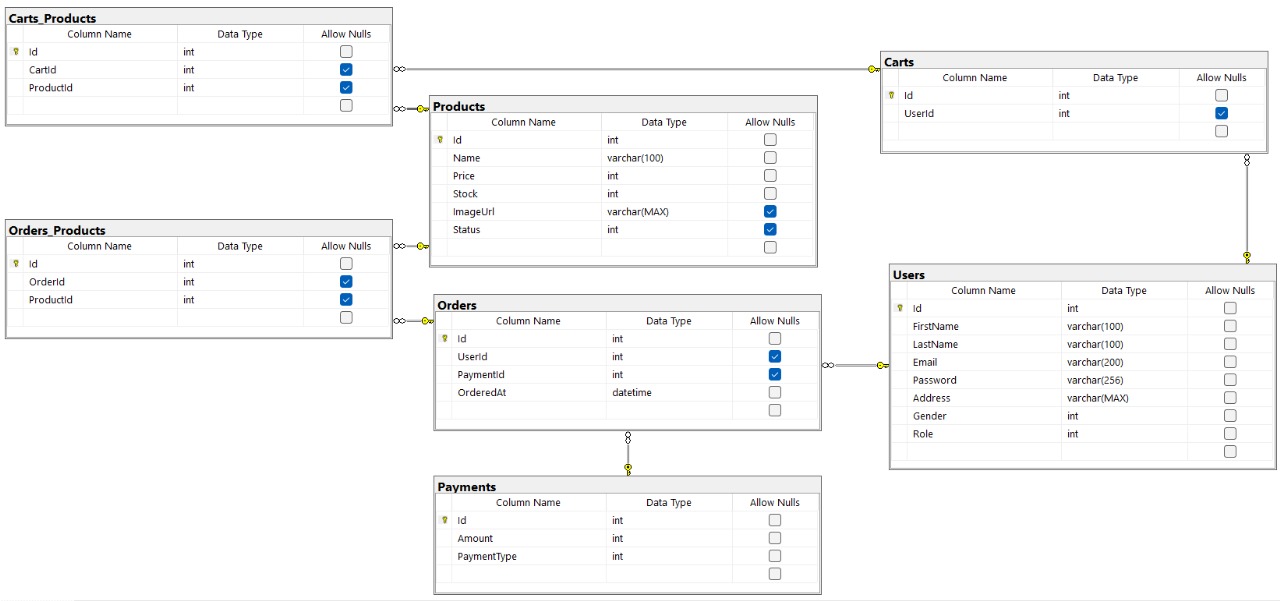 Carts_Products
Column Name Data Type Allow Nulls
Id int
CartId int
ProductId int
Carts
Column Name Data Type Allow Nulls
Id int
UserId int
Products
Column Name Data Type Allow Nulls
Id int
Name varchar(100)
Price int
Stock int
ImageUrl varchar(MAX)
Status int
Orders_Products
Column Name Data Type Allow Nulls
Id int
OrderId int
ProductId int
Orders
Column Name Data Type Allow Nulls
Id int
UserId int
PaymentId int
OrderedAt datetime
Users
Column Name Data Type Allow Nulls
Id int
FirstName varchar(100)
LastName varchar(100)
Email varchar(200)
Password varchar(256)
Address varchar(MAX)
Gender int
Role int
Payments
Column Name Data Type Allow Nulls
Id int
Amount int
PaymentType int